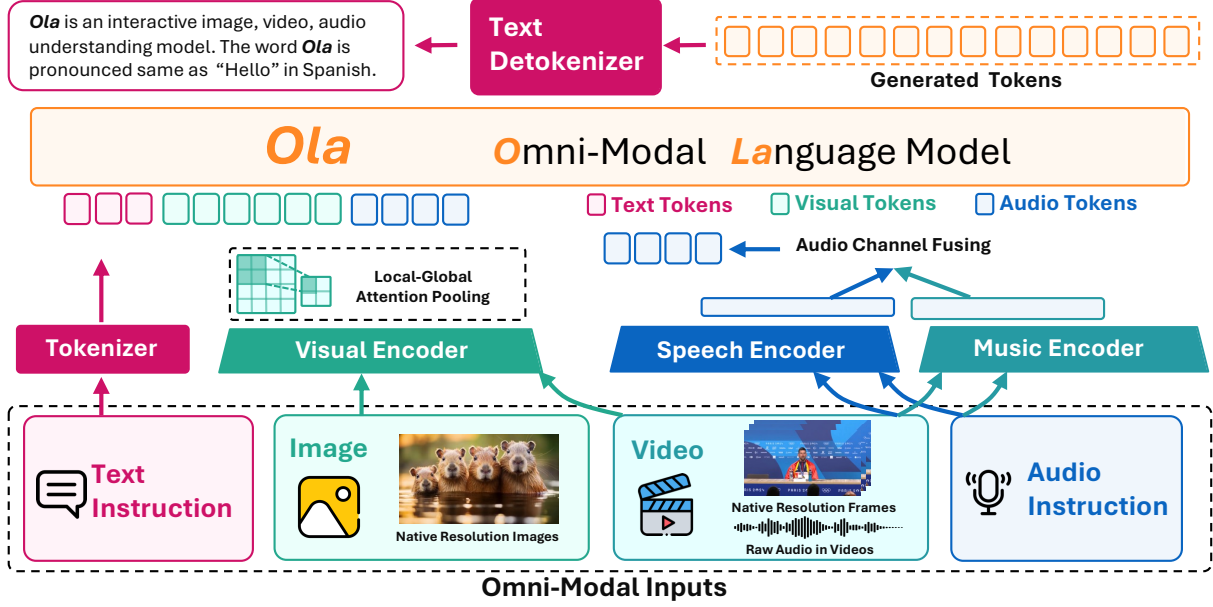 Ola is an interactive image, video, audio
understanding model. The word Ola is
pronounced same as “Hello” in Spanish.
Text
Detokenizer
Generated Tokens
Ola
Omni-Modal Language Model
Text Tokens
Visual Tokens
Audio Tokens
Local-Global
Attention Pooling
Audio Channel Fusing
Tokenizer
Visual Encoder
Speech Encoder
Music Encoder
Text
Instruction
Image
Native Resolution Images
Video
Native Resolution Frames
Raw Audio in Videos
Audio
Instruction
Omni-Modal Inputs